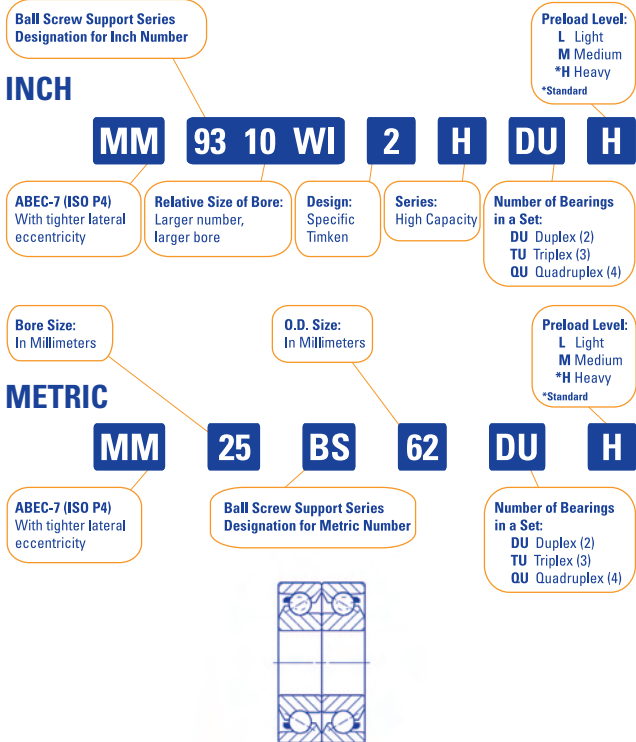 Ball Screw Support Series
Designation for Inch Number
Preload Level:
L Light
M Medium
*H Heavy
*Standard
INCH
MM 93 10 WI 2 H DU H
ABEC-7 (ISO P4)
With tighter lateral
eccentricity
Relative Size of Bore:
Larger number,
larger bore
Design:
Specific
Timken
Series:
High Capacity
Number of Bearings
in a Set:
DU Duplex (2)
TU Triplex (3)
QU Quadruplex (4)
Bore Size:
In Millimeters
O.D. Size:
In Millimeters
Preload Level:
L Light
M Medium
*H Heavy
*Standard
METRIC
MM 25 BS 62 DU H
ABEC-7 (ISO P4)
With tighter lateral
eccentricity
Ball Screw Support Series
Designation for Metric Number
Number of Bearings
in a Set:
DU Duplex (2)
TU Triplex (3)
QU Quadruplex (4)